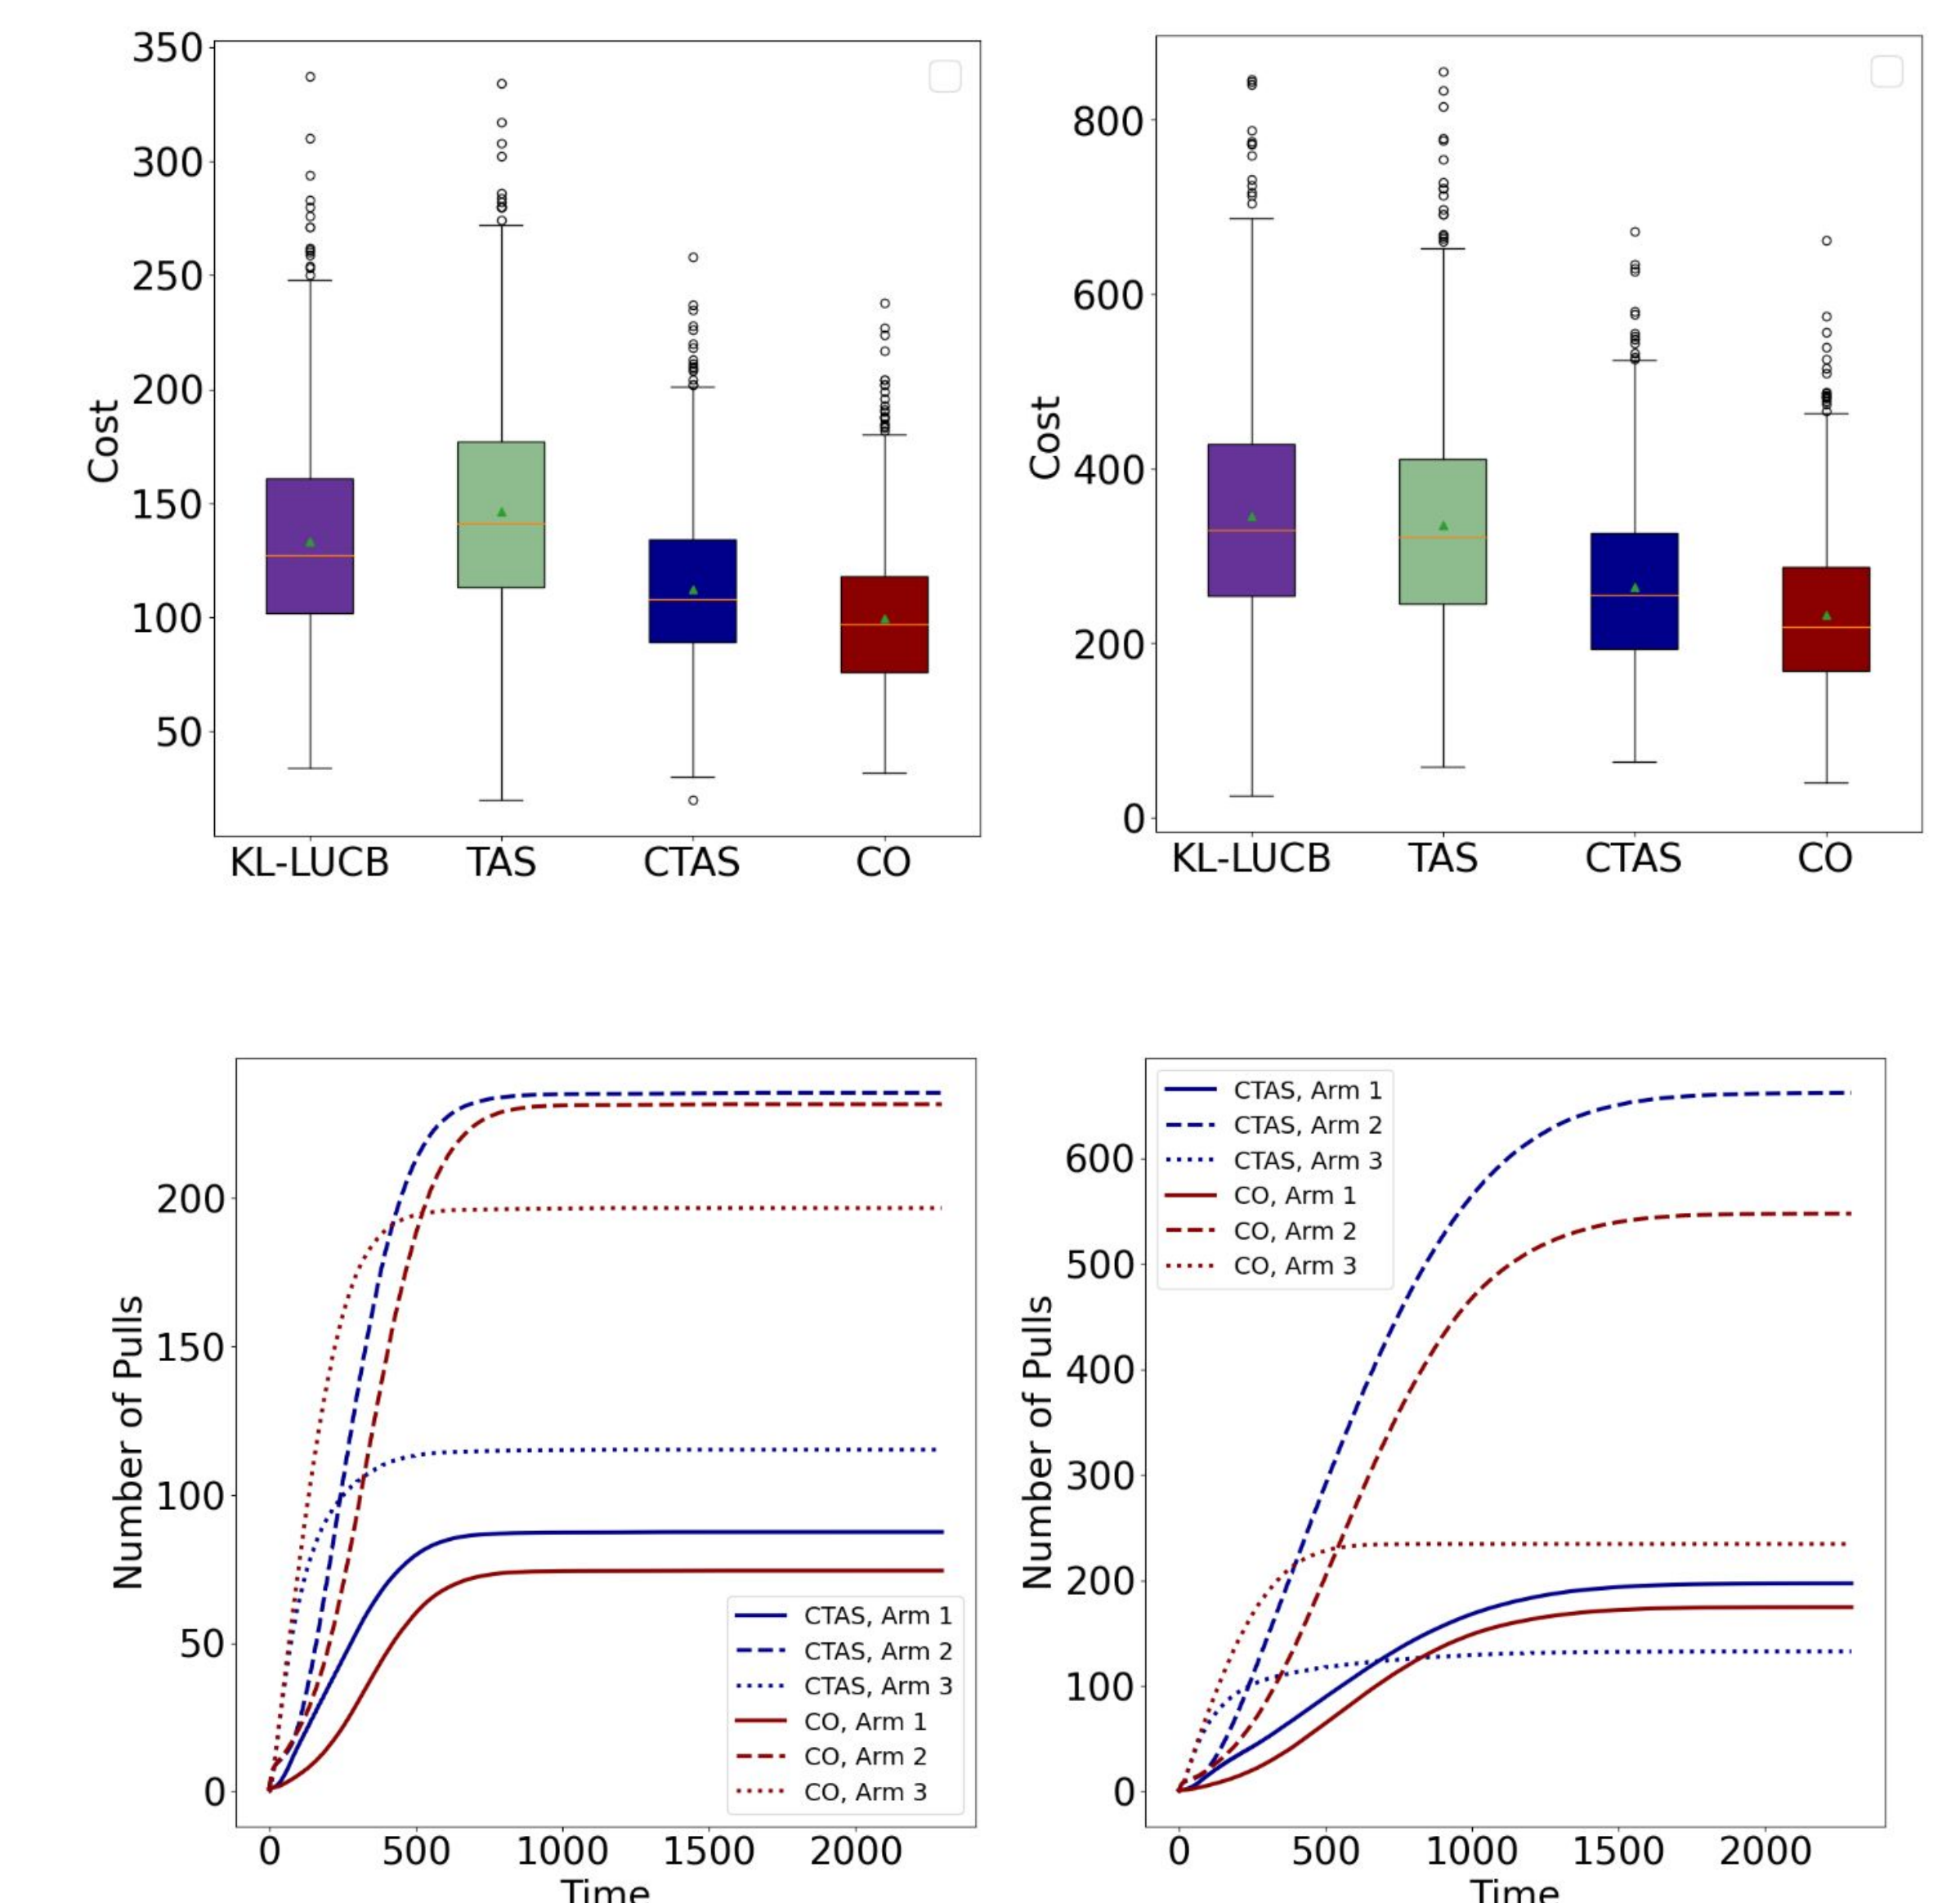 350
300
250
200
150
100
50
Cost
KL-LUCB TAS CTAS CO
800
600
400
200
0
Cost
KL-LUCB TAS CTAS CO
200
150
100
50
0
Number of Pulls
CTAS, Arm 1
CTAS, Arm 2
CTAS, Arm 3
CO, Arm 1
CO, Arm 2
CO, Arm 3
0 500 1000 1500 2000
Time
600
500
400
300
200
100
0
Number of Pulls
CTAS, Arm 1
CTAS, Arm 2
CTAS, Arm 3
CO, Arm 1
CO, Arm 2
CO, Arm 3
0 500 1000 1500 2000
Time